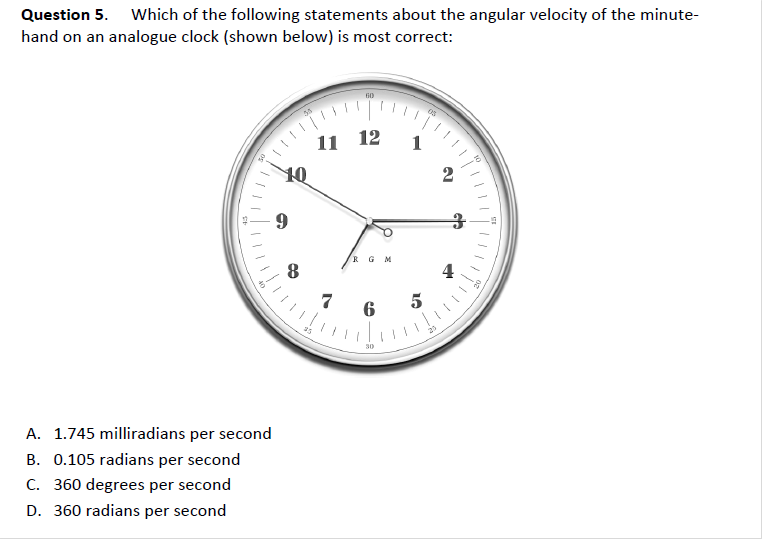 Question 5. Which of the following statements about the angular velocity of the minute-
hand on an analogue clock (shown below) is most correct:
60
55
05
11 12 1
50
10
10
2
45
9
3
15
R G M
8
4
40
20
7
6
5
25
25
30
A. 1.745 milliradians per second
B. 0.105 radians per second
C. 360 degrees per second
D. 360 radians per second